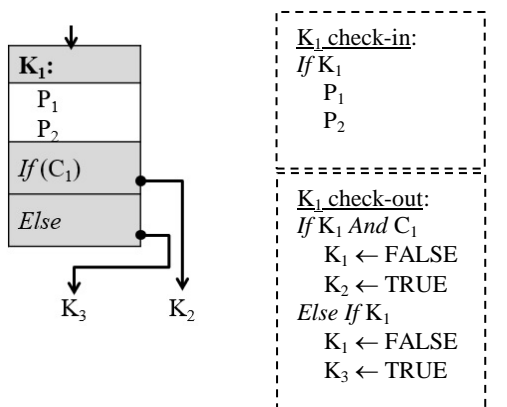 K₁:
P₁
P₂
If (C₁)
Else
K₃
K₂
K₁ check-in:
If K₁
P₁
P₂
K₁ check-out:
If K₁ And C₁
K₁ ← FALSE
K₂ ← TRUE
Else If K₁
K₁ ← FALSE
K₃ ← TRUE